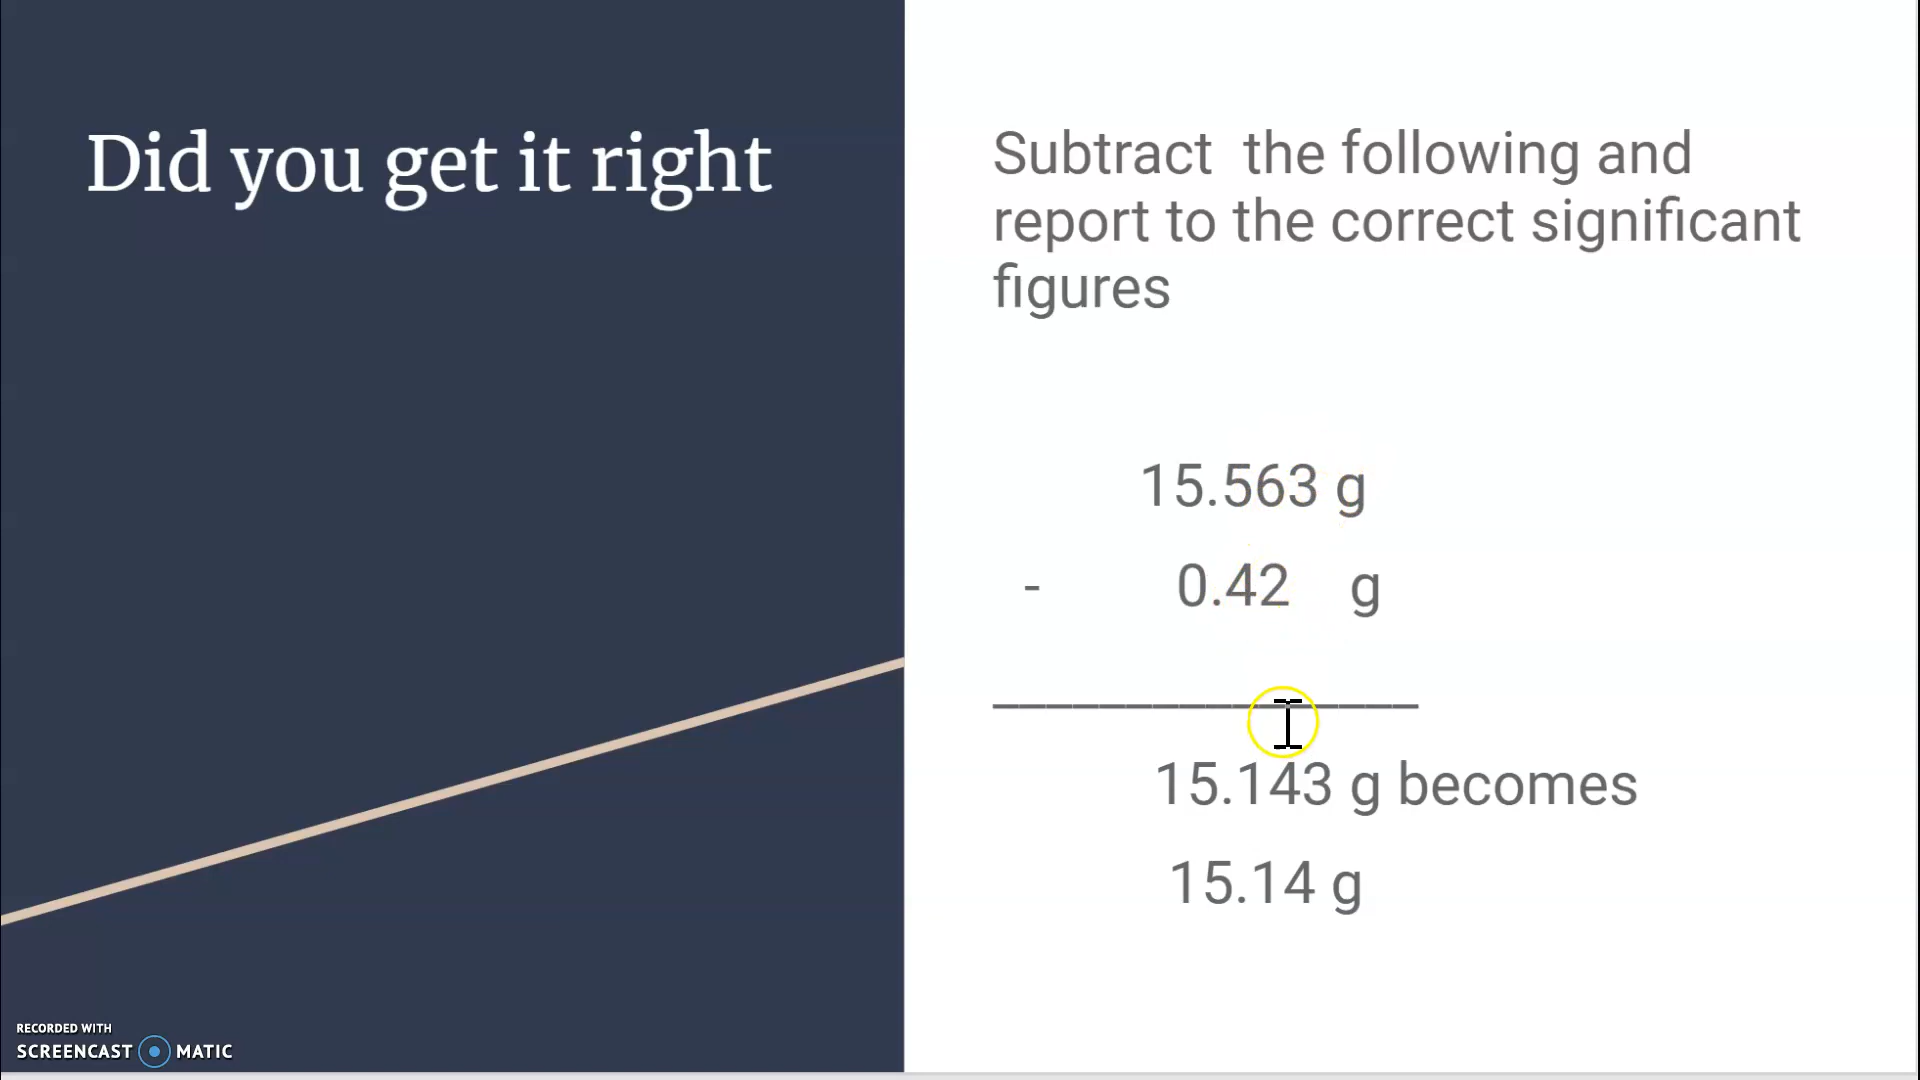 Did you get it right
Subtract  the following and
report to the correct significant
figures
15.563 g
-        0.42    g
________________
15.143 g becomes
15.14 g
RECORDED WITH
SCREENCAST MATIC